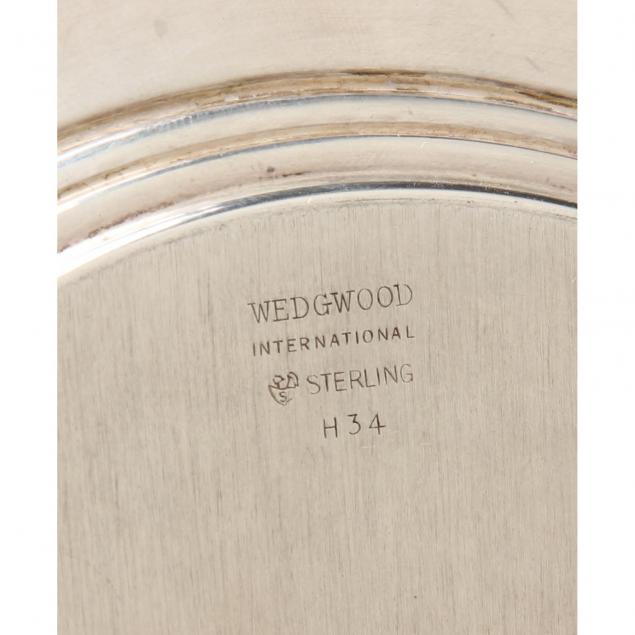 WEDGWOOD
INTERNATIONAL
S STERLING
H34